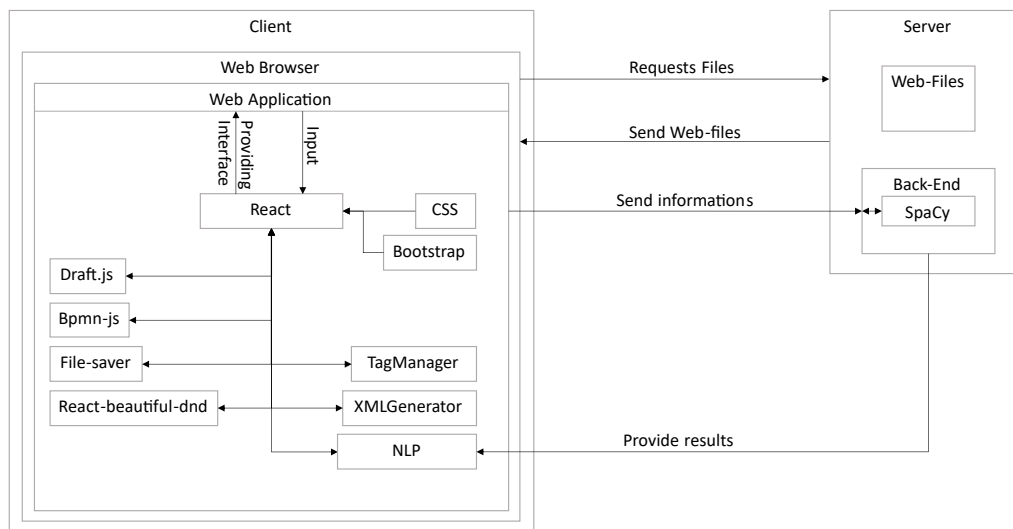 Client
Server
Web Browser
Requests Files
Web-Files
Web Application
Providing
Interface
Input
Send Web-files
Back-End
React
CSS
Send informations
SpaCy
Bootstrap
Draft.js
Bpmn-js
File-saver
TagManager
React-beautiful-dnd
XMLGenerator
NLP
Provide results